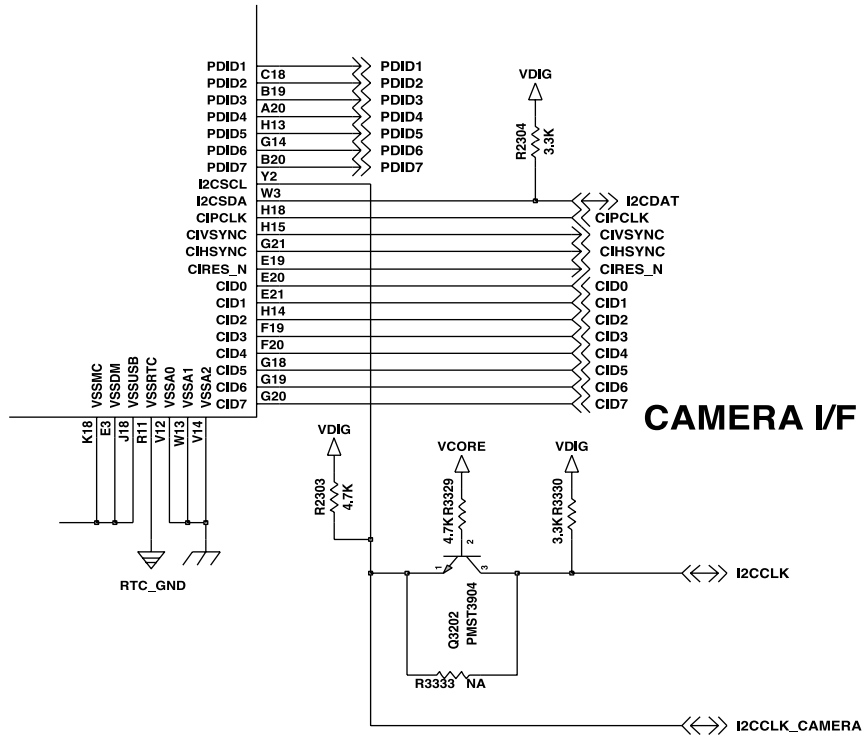 PDID1 C18 PDID1
PDID2 B19 PDID2
PDID3 A20 PDID3
PDID4 H13 PDID4
PDID5 G14 PDID5
PDID6 B20 PDID6
PDID7 Y2 PDID7
I2CSCL W3
I2CSDA H18 I2CDAT
CIPCLK H15 CIPCLK
CIVSYNC G21 CIVSYNC
CIHSYNC E19 CIHSYNC
CIRES_N E20 CIRES_N
CID0 E21 CID0
CID1 H14 CID1
CID2 F19 CID2
CID3 F20 CID3
CID4 G18 CID4
CID5 G19 CID5
CID6 G20 CID6
CID7 CID7
VDIG
R2304
3.3K
VSSMC
VSSDM
VSSUSB
VSSRTC
VSSA0
VSSA1
VSSA2
K18
E3
J18
R11
V12
W13
V14
RTC_GND
CAMERA I/F
VDIG
R2303
4.7K
VCORE
4.7K R3329
VDIG
3.3K R3330
1
2
3
Q3202
PMST3904
R3333 NA
I2CCLK
I2CCLK_CAMERA